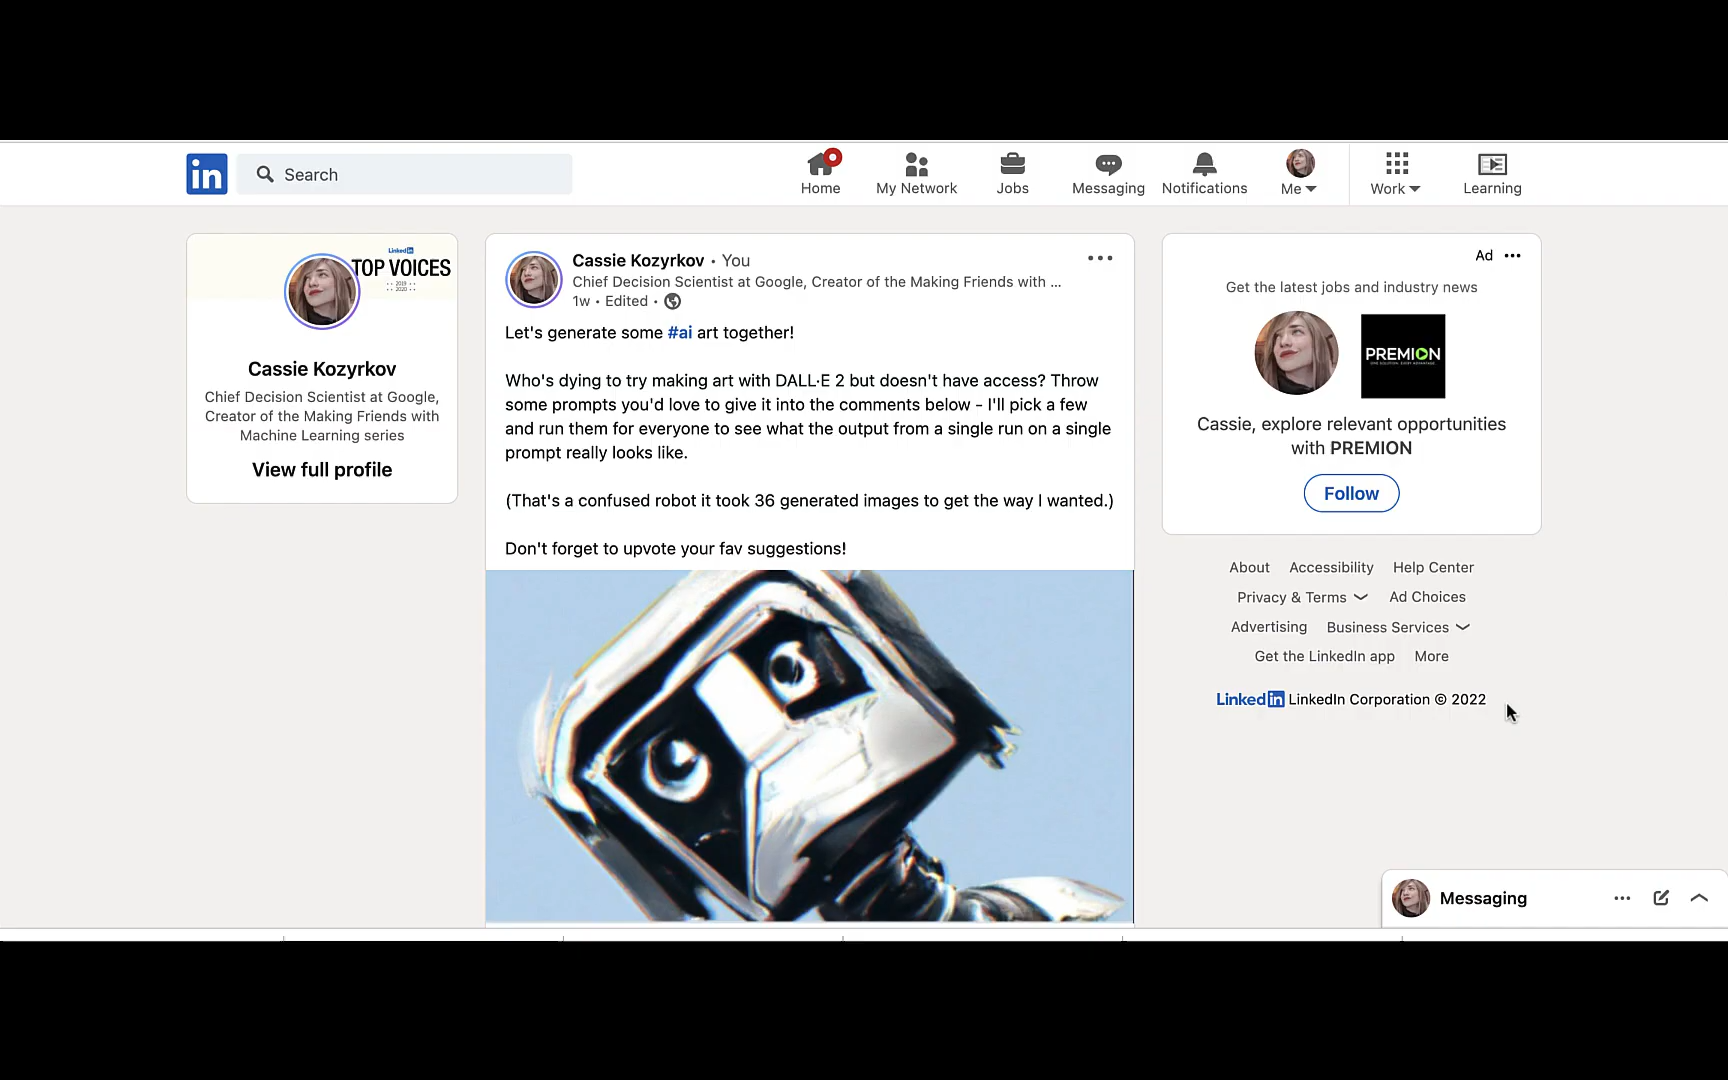 in Search
Home
My Network
Jobs
Messaging
Notifications
Me
Work
Learning
LinkedIn
TOP VOICES
2019
2020
Cassie Kozyrkov
Chief Decision Scientist at Google,
Creator of the Making Friends with
Machine Learning series
View full profile
Cassie Kozyrkov • You
Chief Decision Scientist at Google, Creator of the Making Friends with ...
1w • Edited •
Let's generate some #ai art together!
Who's dying to try making art with DALL·E 2 but doesn't have access? Throw
some prompts you'd love to give it into the comments below - I'll pick a few
and run them for everyone to see what the output from a single run on a single
prompt really looks like.
(That's a confused robot it took 36 generated images to get the way I wanted.)
Don't forget to upvote your fav suggestions!
Ad
Get the latest jobs and industry news
PREMION
Cassie, explore relevant opportunities
with PREMION
Follow
About Accessibility Help Center
Privacy & Terms Ad Choices
Advertising Business Services
Get the LinkedIn app More
LinkedIn LinkedIn Corporation © 2022
Messaging